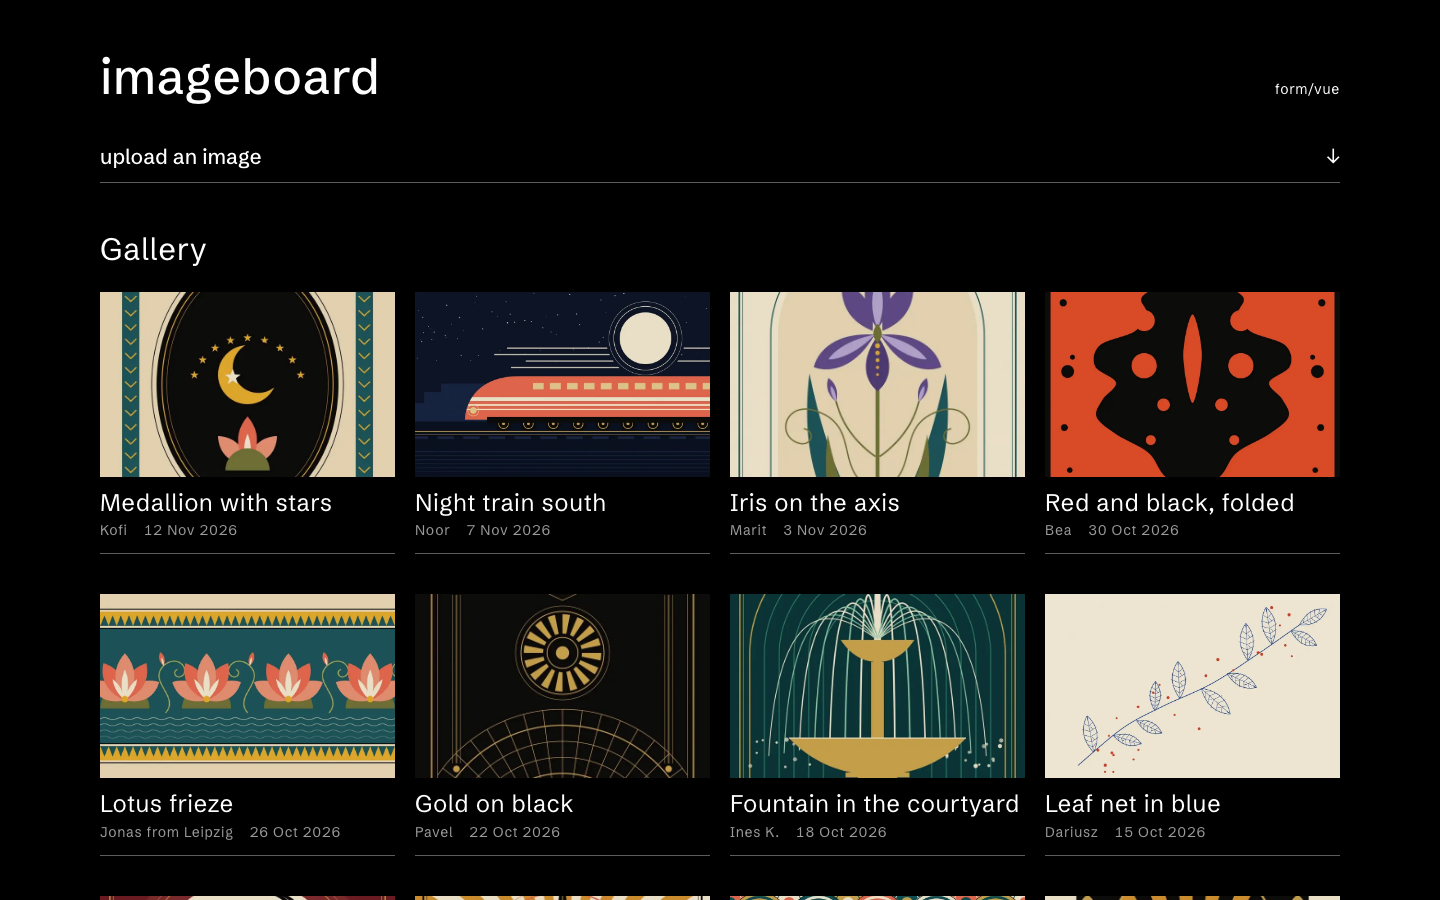 imageboard
form/vue
upload an image
↓
Gallery
Medallion with stars
Kofi 12 Nov 2026
Night train south
Noor 7 Nov 2026
Iris on the axis
Marit 3 Nov 2026
Red and black, folded
Bea 30 Oct 2026
Lotus frieze
Jonas from Leipzig 26 Oct 2026
Gold on black
Pavel 22 Oct 2026
Fountain in the courtyard
Ines K. 18 Oct 2026
Leaf net in blue
Dariusz 15 Oct 2026